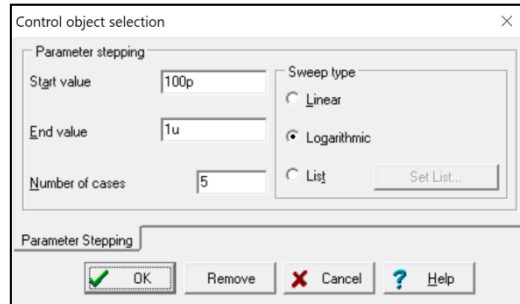 Control object selection
Parameter stepping
Start value
100p
End value
1u
Number of cases
5
Sweep type
Linear
Logarithmic
List
Set List...
Parameter Stepping
OK
Remove
Cancel
Help